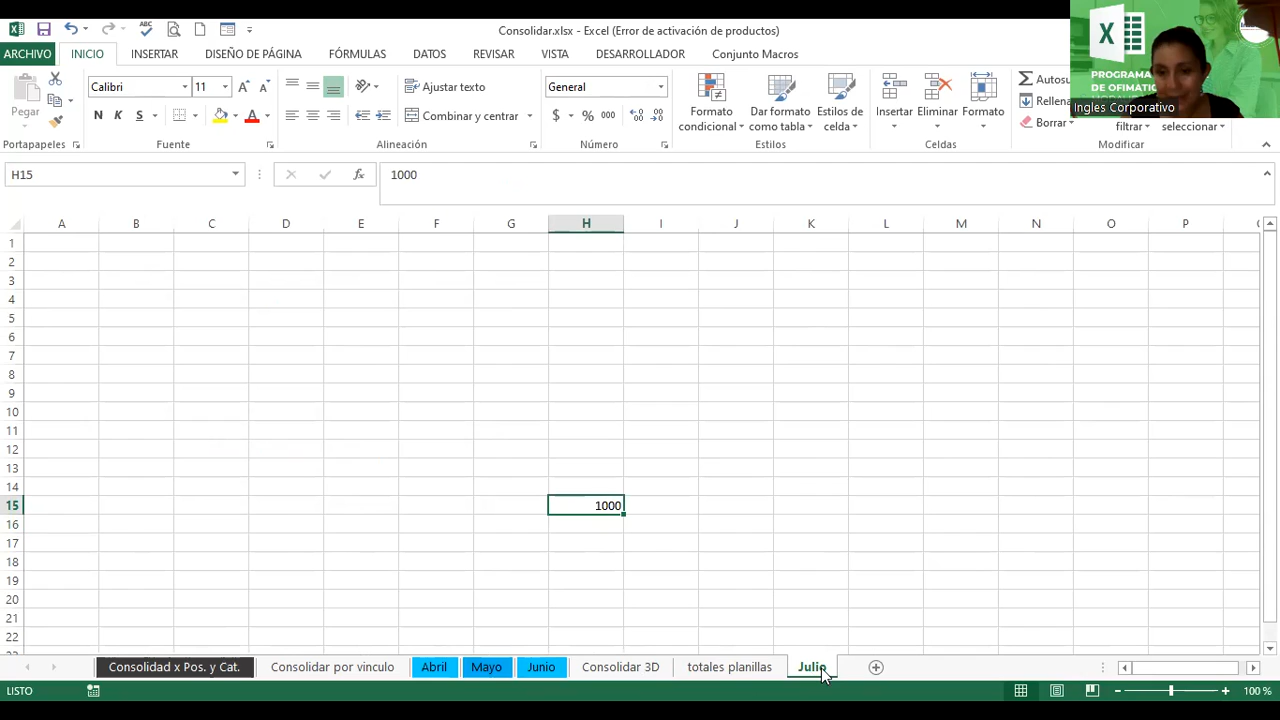 Consolidar.xlsx - Excel (Error de activación de productos)
ARCHIVO INICIO INSERTAR DISEÑO DE PÁGINA FÓRMULAS DATOS REVISAR VISTA DESARROLLADOR Conjunto Macros
PROGRAMA
DE OFIMATIC
Ingles Corporativo
Pegar
Portapapeles
Calibri 11
N K S A
Fuente
Ajustar texto
Combinar y centrar
Alineación
General
$ % 000
Número
Formato condicional
Dar formato como tabla
Estilos de celda
Estilos
Insertar Eliminar Formato
Celdas
Autosu
Rellena
Borrar
filtrar seleccionar
Modificar
H15 fx 1000
A B C D E F G H I J K L M N O P
1
2
3
4
5
6
7
8
9
10
11
12
13
14
15 1000
16
17
18
19
20
21
22
Consolidad x Pos. y Cat. Consolidar por vinculo Abril Mayo Junio Consolidar 3D totales planillas Julio
LISTO 100 %